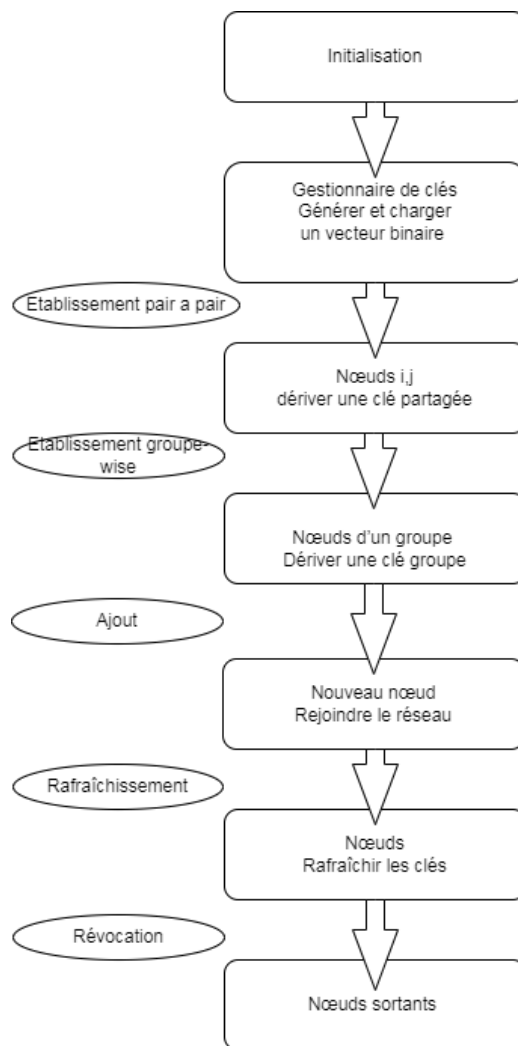 Initialisation
Gestionnaire de clés
Générer et charger
un vecteur binaire
Etablissement pair a pair
Nœuds i,j
dériver une clé partagée
Etablissement groupe-
wise
Nœuds d'un groupe
Dériver une clé groupe
Ajout
Nouveau nœud
Rejoindre le réseau
Rafraîchissement
Nœuds
Rafraîchir les clés
Révocation
Nœuds sortants